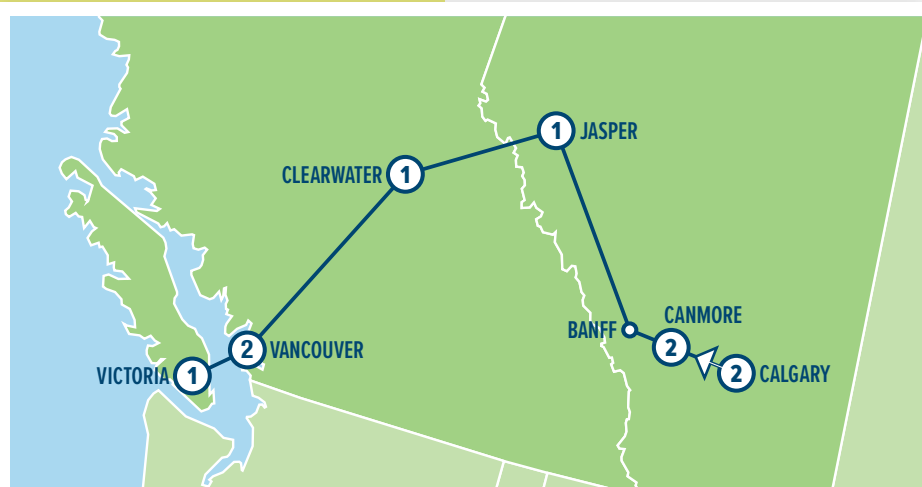 1 JASPER
CLEARWATER 1
CANMORE
BANFF
2
2 CALGARY
2 VANCOUVER
VICTORIA 1